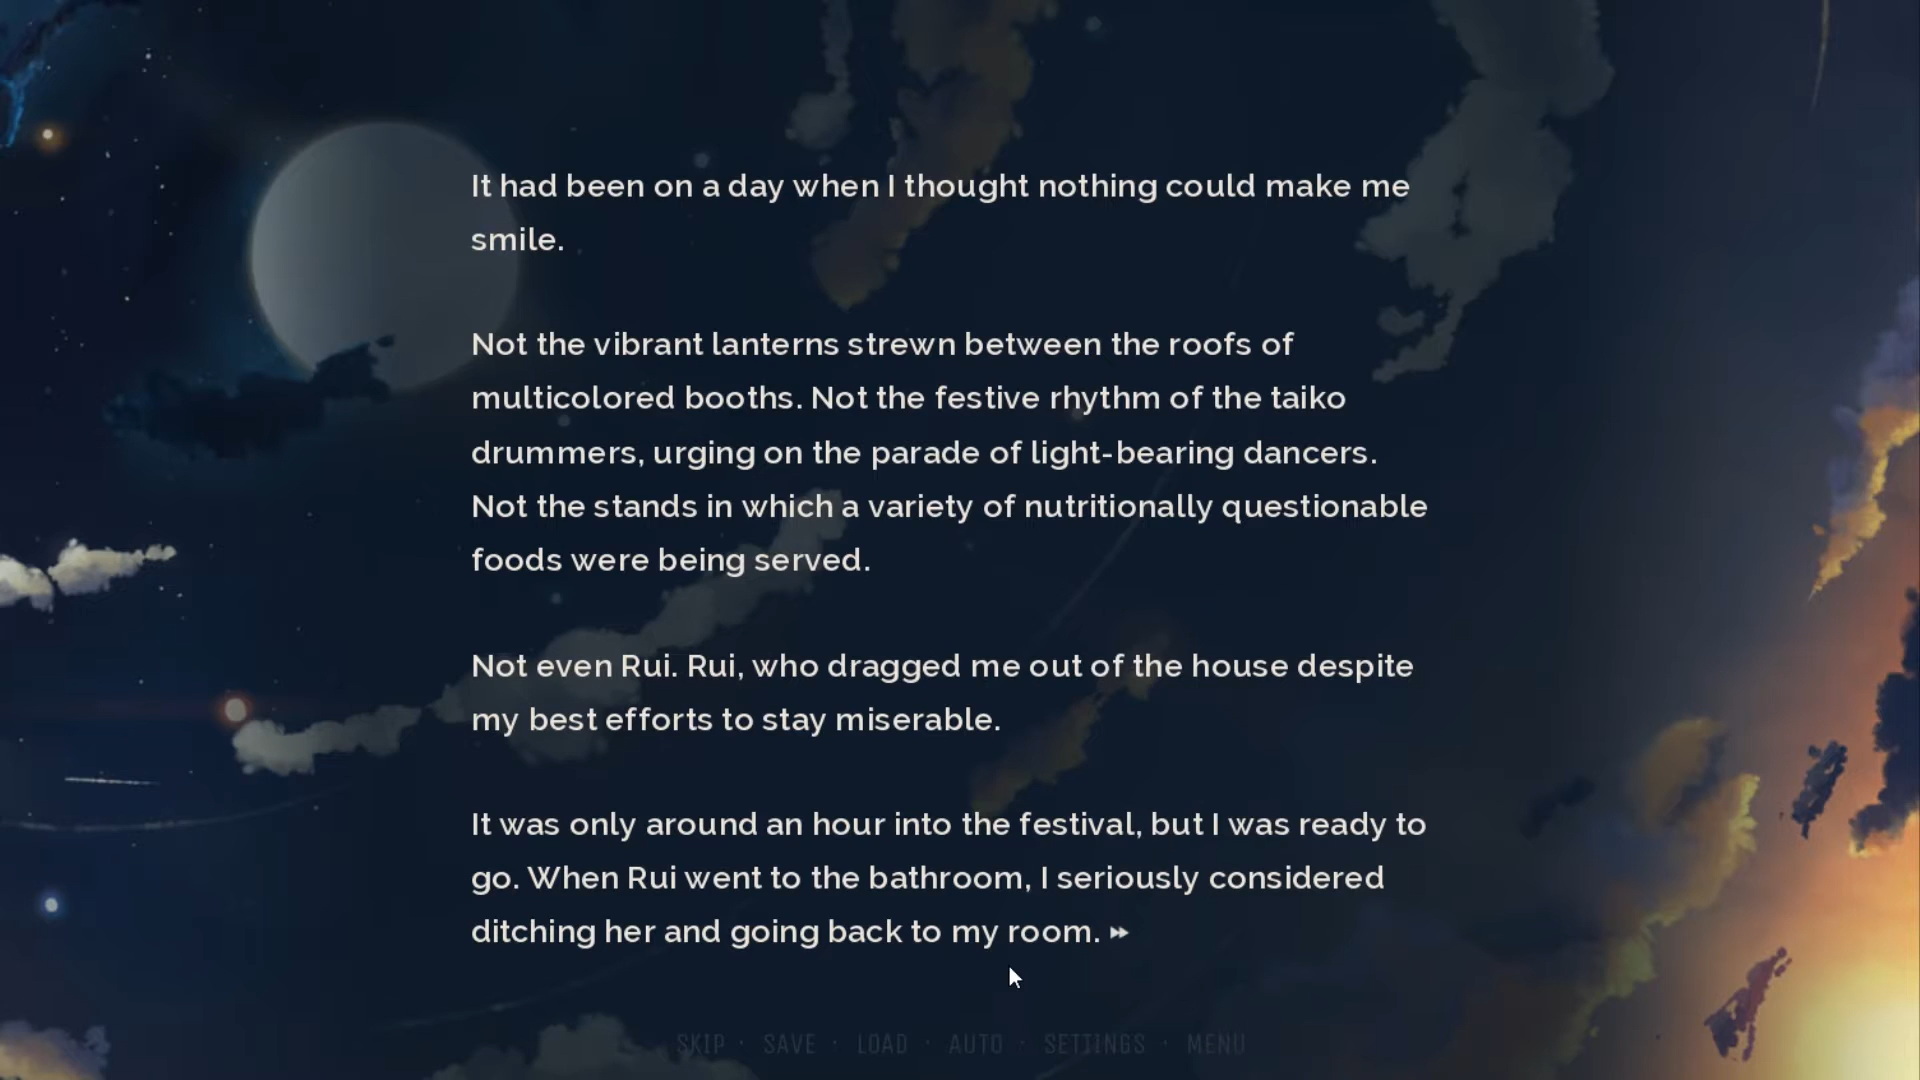 It had been on a day when I thought nothing could make me
smile.
Not the vibrant lanterns strewn between the roofs of
multicolored booths. Not the festive rhythm of the taiko
drummers, urging on the parade of light-bearing dancers.
Not the stands in which a variety of nutritionally questionable
foods were being served.
Not even Rui. Rui, who dragged me out of the house despite
my best efforts to stay miserable.
It was only around an hour into the festival, but I was ready to
go. When Rui went to the bathroom, I seriously considered
ditching her and going back to my room.
SKIP · SAVE · LOAD · AUTO · SETTINGS · MENU